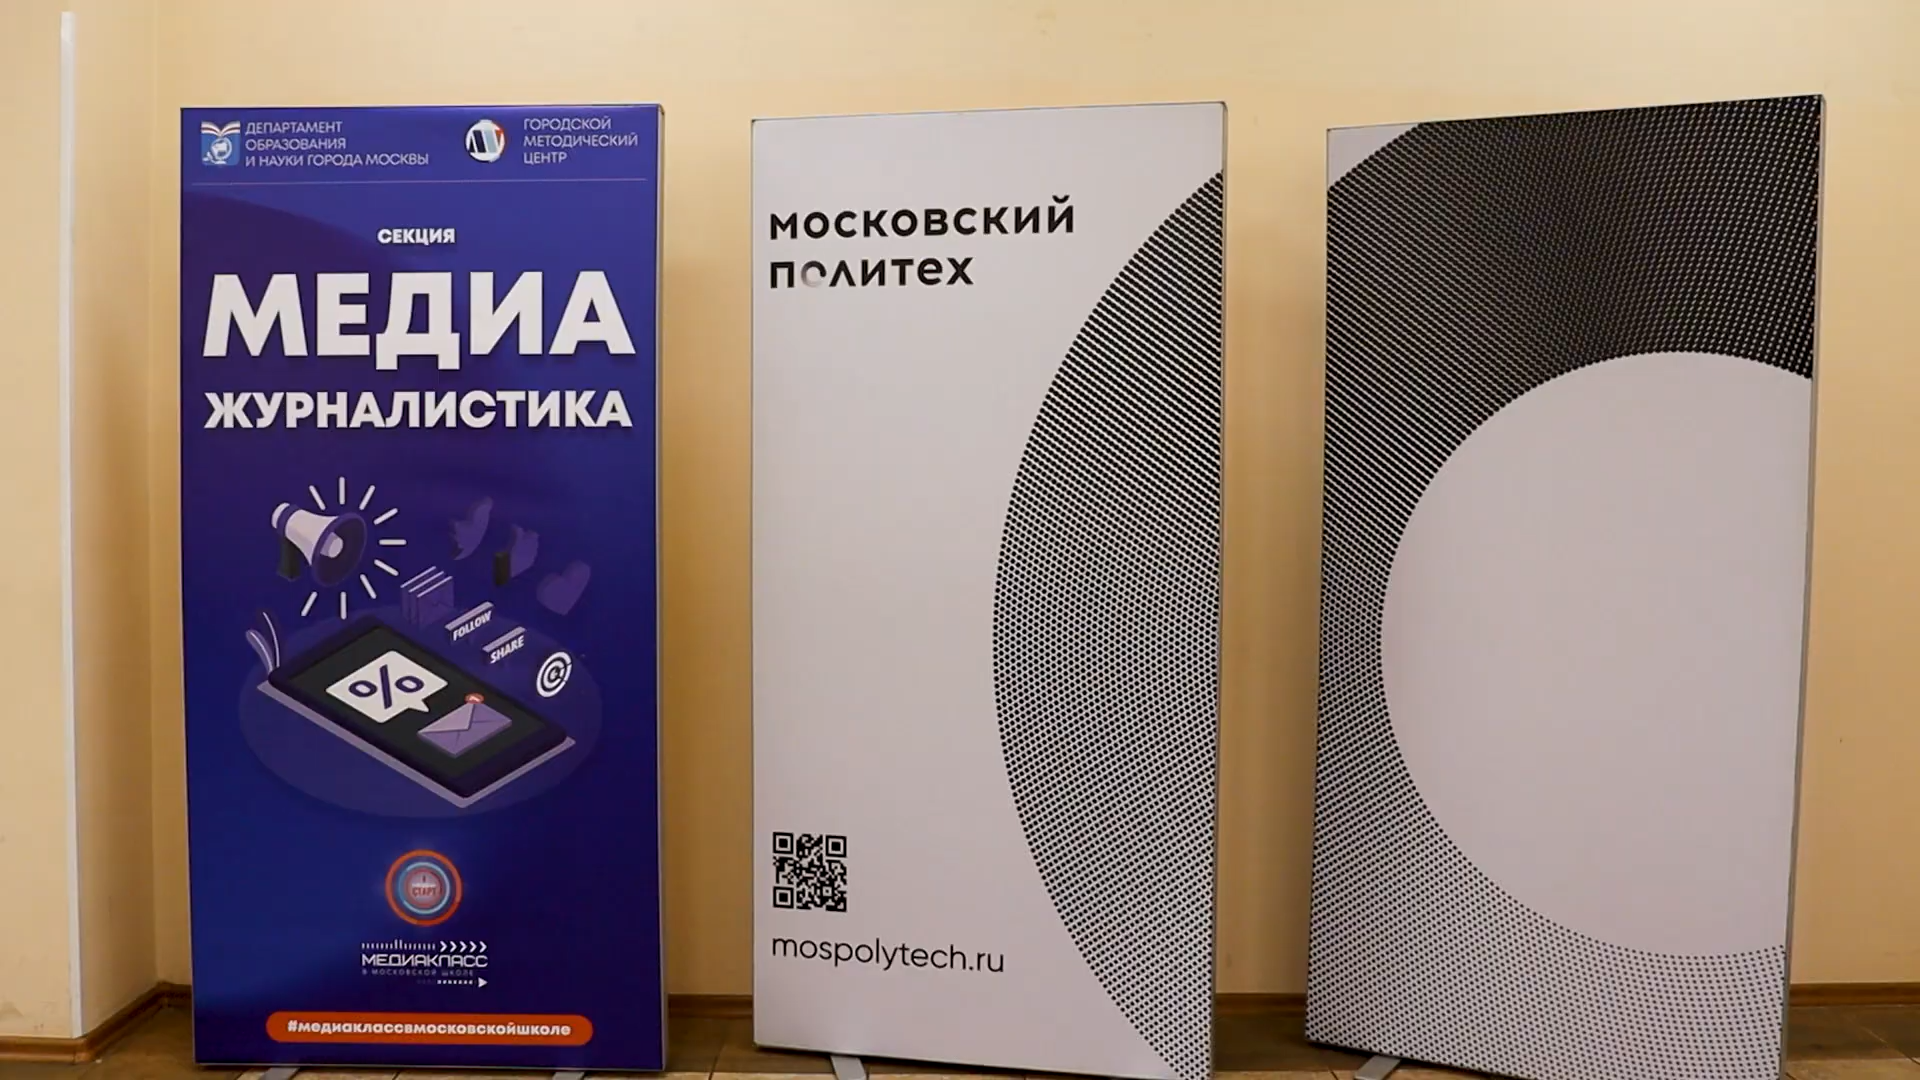 ДЕПАРТАМЕНТ
ОБРАЗОВАНИЯ
И НАУКИ ГОРОДА МОСКВЫ
ГОРОДСКОЙ
МЕТОДИЧЕСКИЙ
ЦЕНТР
СЕКЦИЯ
МЕДИА
ЖУРНАЛИСТИКА
FOLLOW
SHARE
%
СТАРТ
МЕДИАКЛАСС
В МОСКОВСКОЙ ШКОЛЕ
#медиаклассвмосковскойшколе
московский
политех
mospolytech.ru